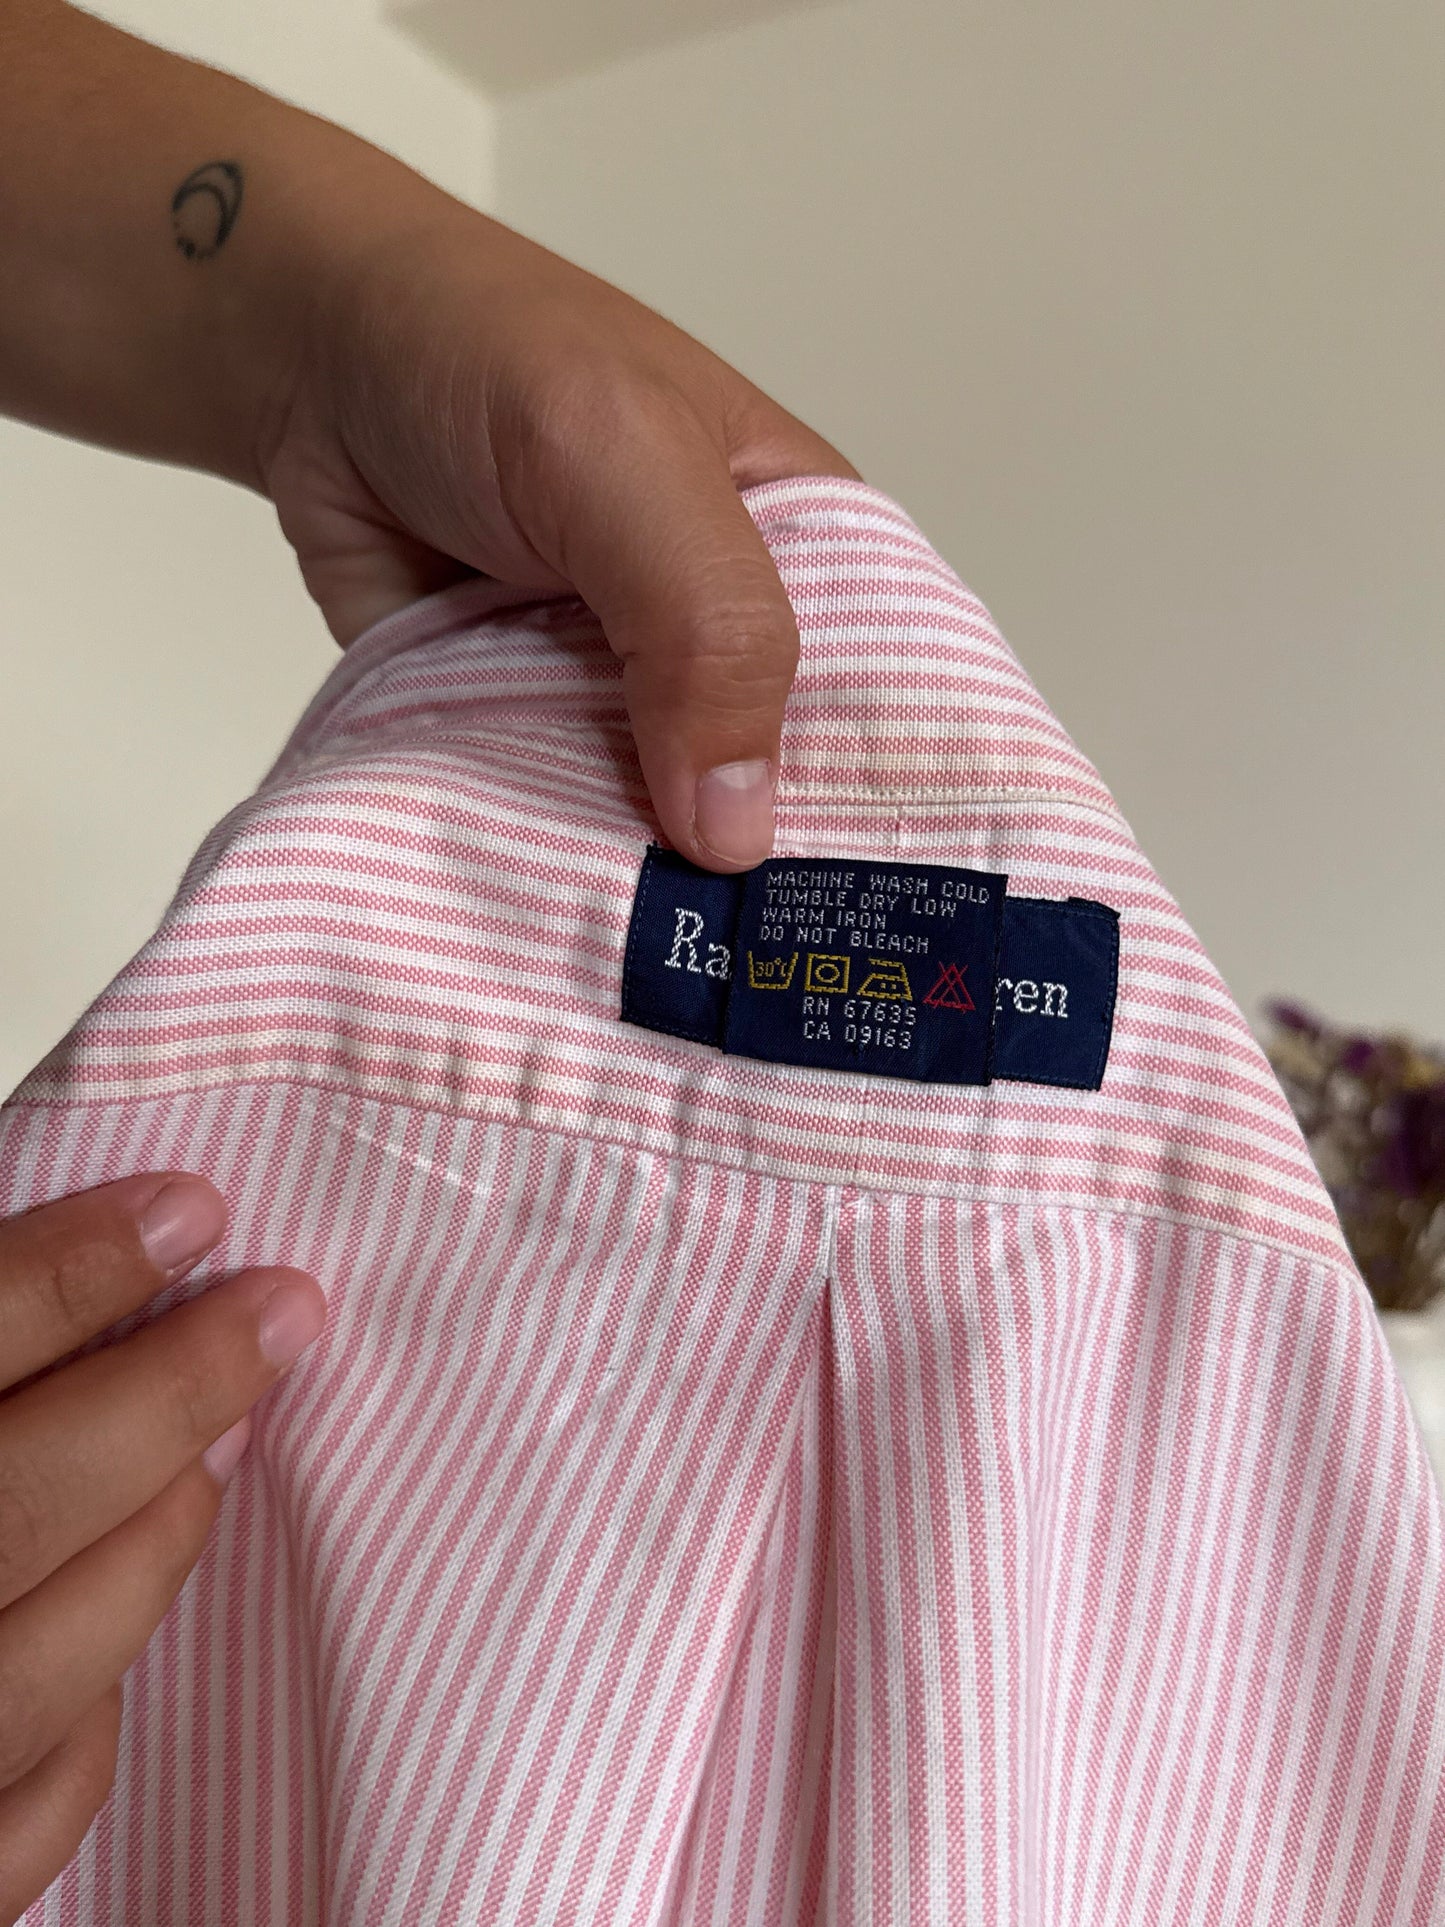 MACHINE WASH COLD
TUMBLE DRY LOW
WARM IRON
DO NOT BLEACH
30°C
RN 67635
CA 09163
Ra
ren